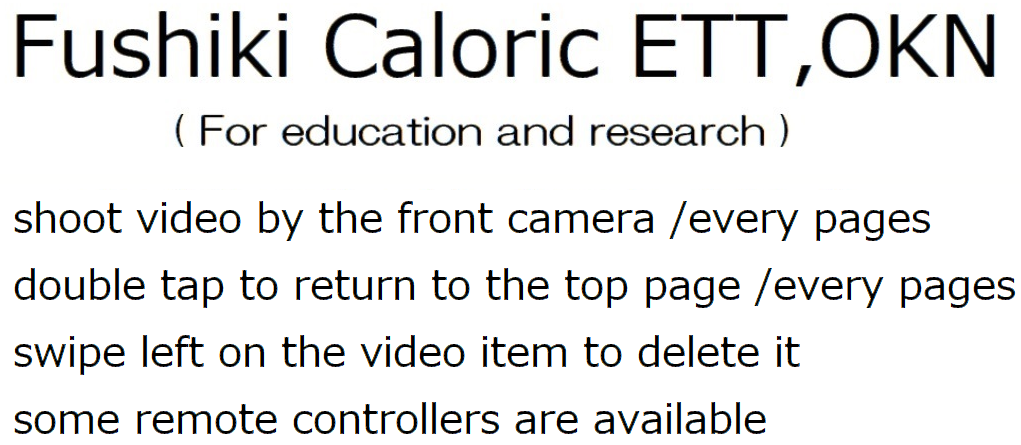 Fushiki Caloric ETT,OKN
( For education and research )
shoot video by the front camera /every pages
double tap to return to the top page /every pages
swipe left on the video item to delete it
some remote controllers are available